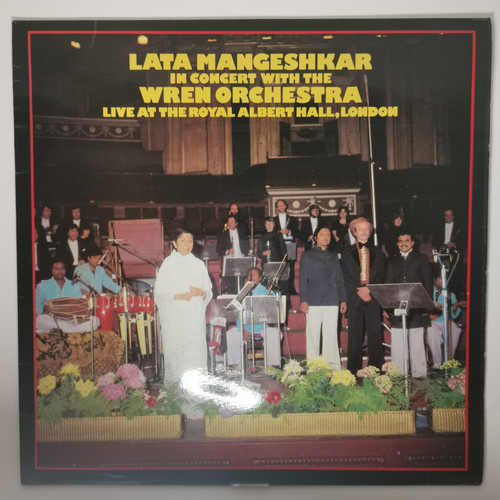 LATA MANGESHKAR
IN CONCERT WITH THE
WREN ORCHESTRA
LIVE AT THE ROYAL ALBERT HALL, LONDON